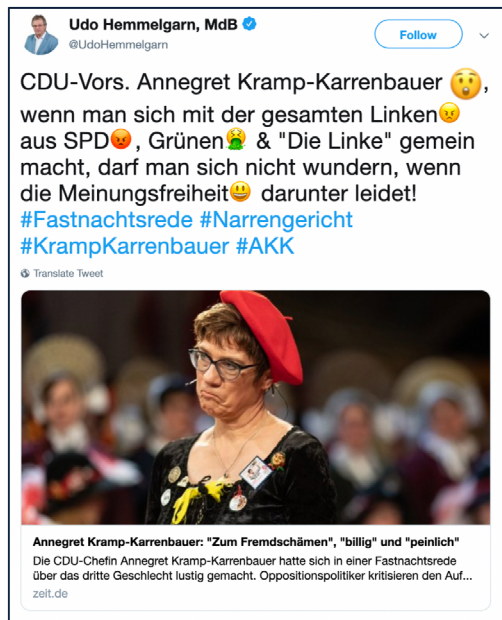 Udo Hemmelgarn, MdB
@UdoHemmelgarn
Follow
CDU-Vors. Annegret Kramp-Karrenbauer 😲,
wenn man sich mit der gesamten Linken😠
aus SPD😡, Grünen🤮 & "Die Linke" gemein
macht, darf man sich nicht wundern, wenn
die Meinungsfreiheit😃 darunter leidet!
#Fastnachtsrede #Narrengericht
#KrampKarrenbauer #AKK
Translate Tweet
Annegret Kramp-Karrenbauer: "Zum Fremdschämen", "billig" und "peinlich"
Die CDU-Chefin Annegret Kramp-Karrenbauer hatte sich in einer Fastnachtsrede
über das dritte Geschlecht lustig gemacht. Oppositionspolitiker kritisieren den Auf...
zeit.de